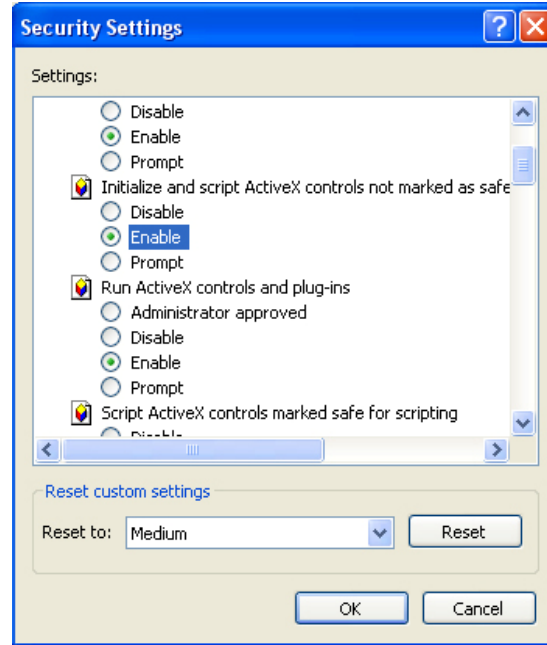 Security Settings
Settings:
Disable
Enable
Prompt
Initialize and script ActiveX controls not marked as safe
Disable
Enable
Prompt
Run ActiveX controls and plug-ins
Administrator approved
Disable
Enable
Prompt
Script ActiveX controls marked safe for scripting
Disable
Reset custom settings
Reset to: Medium Reset
OK Cancel